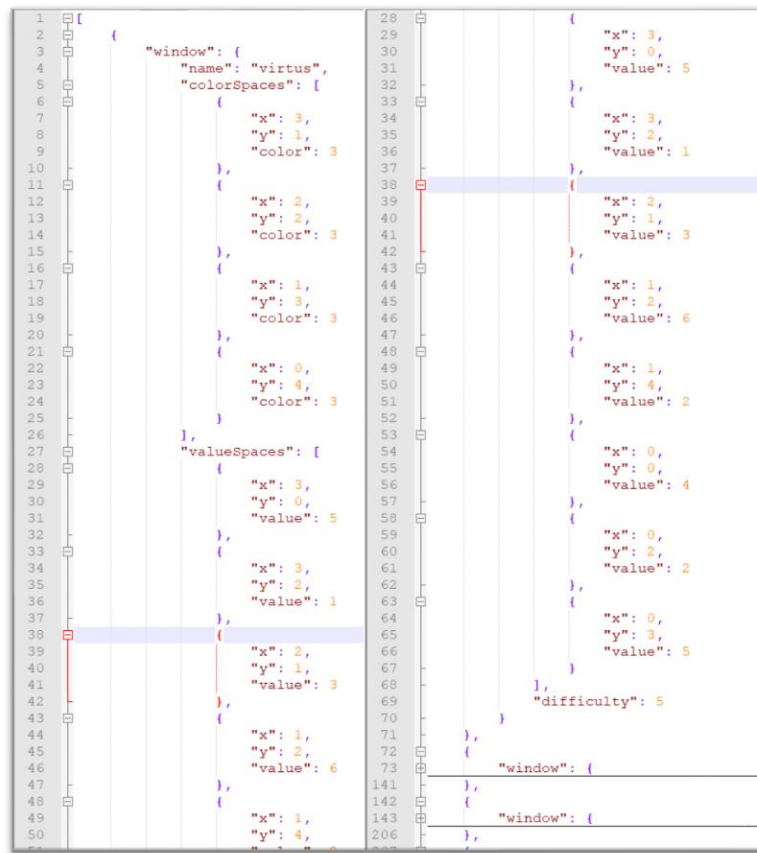 1 [
2 {
3 "window": {
4 "name": "virtus",
5 "colorSpaces": [
6 {
7 "x": 3,
8 "y": 1,
9 "color": 3
10 },
11 {
12 "x": 2,
13 "y": 2,
14 "color": 3
15 },
16 {
17 "x": 1,
18 "y": 3,
19 "color": 3
20 },
21 {
22 "x": 0,
23 "y": 4,
24 "color": 3
25 }
26 ],
27 "valueSpaces": [
28 {
29 "x": 3,
30 "y": 0,
31 "value": 5
32 },
33 {
34 "x": 3,
35 "y": 2,
36 "value": 1
37 },
38 {
39 "x": 2,
40 "y": 1,
41 "value": 3
42 },
43 {
44 "x": 1,
45 "y": 2,
46 "value": 6
47 },
48 {
49 "x": 1,
50 "y": 4,
28 {
29 "x": 3,
30 "y": 0,
31 "value": 5
32 },
33 {
34 "x": 3,
35 "y": 2,
36 "value": 1
37 },
38 {
39 "x": 2,
40 "y": 1,
41 "value": 3
42 },
43 {
44 "x": 1,
45 "y": 2,
46 "value": 6
47 },
48 {
49 "x": 1,
50 "y": 4,
51 "value": 2
52 },
53 {
54 "x": 0,
55 "y": 0,
56 "value": 4
57 },
58 {
59 "x": 0,
60 "y": 2,
61 "value": 2
62 },
63 {
64 "x": 0,
65 "y": 3,
66 "value": 5
67 }
68 ],
69 "difficulty": 5
70 }
71 },
72 {
73 "window": {
141 },
142 {
143 "window": {
206 },